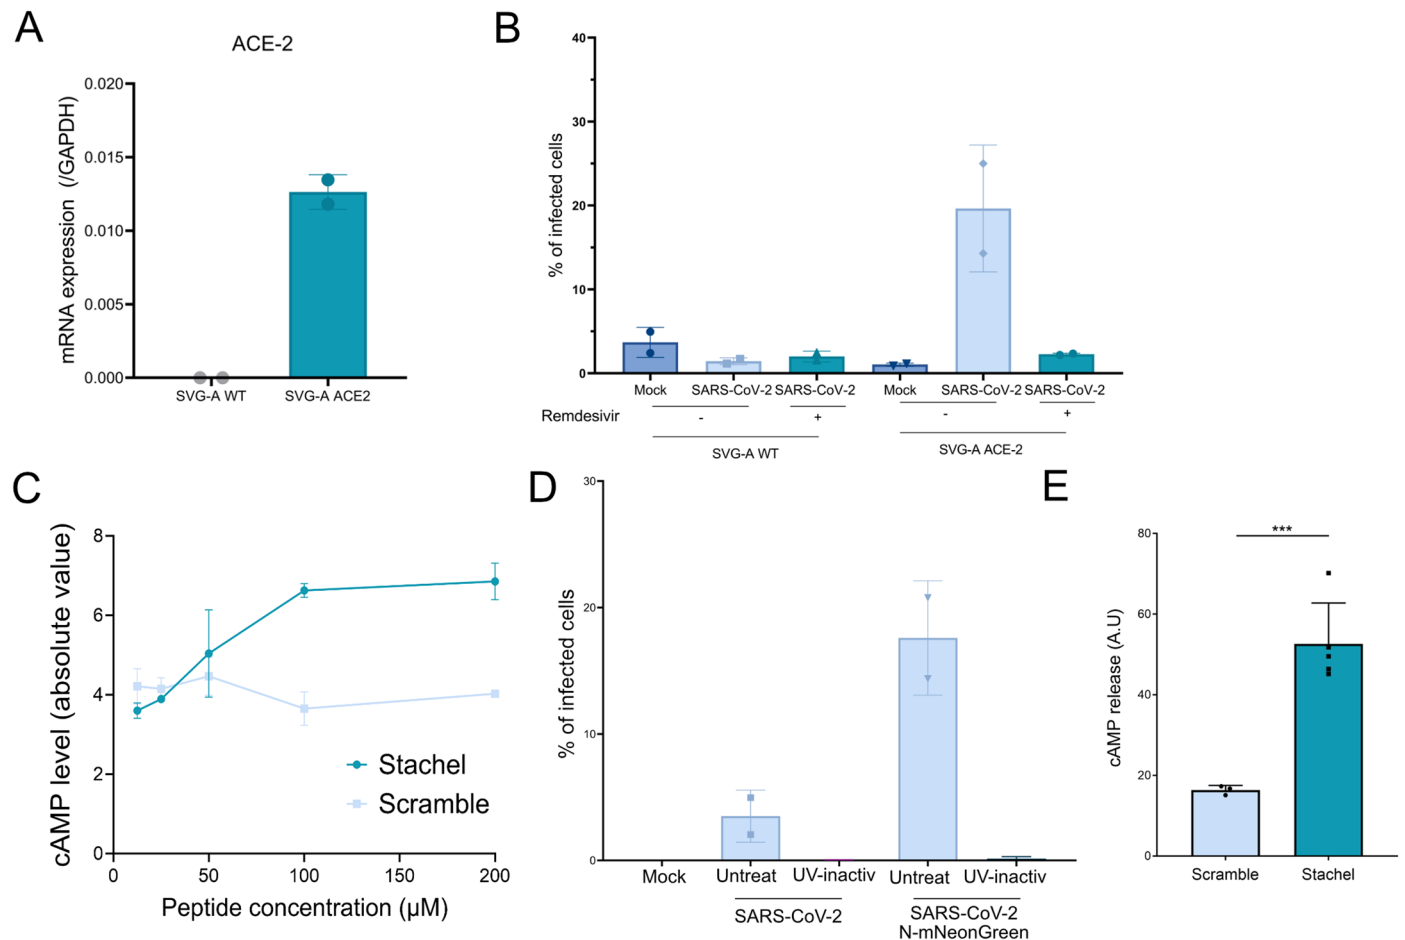 A
ACE-2
mRNA expression (/GAPDH)
0.020
0.015
0.010
0.005
0.000
SVG-A WT
SVG-A ACE2
B
% of infected cells
40
30
20
10
0
Mock
SARS-CoV-2
SARS-CoV-2
Mock
SARS-CoV-2
SARS-CoV-2
Remdesivir
-
+
-
+
SVG-A WT
SVG-A ACE-2
C
cAMP level (absolute value)
8
6
4
2
0
0
50
100
150
200
Stachel
Scramble
Peptide concentration (µM)
D
% of infected cells
30
20
10
0
Mock
Untreat
UV-inactiv
Untreat
UV-inactiv
SARS-CoV-2
SARS-CoV-2
N-mNeonGreen
E
cAMP release (A.U)
80
60
40
20
0
***
Scramble
Stachel